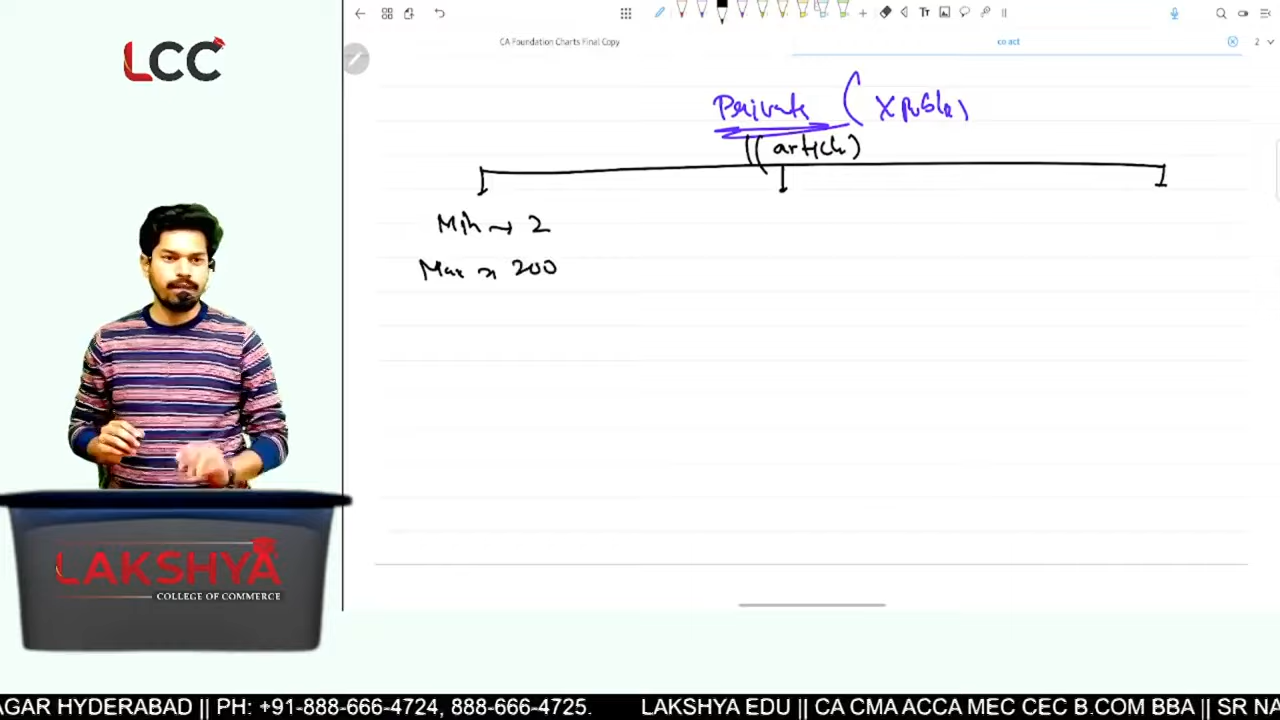 LCC
CA Foundation Charts Final Copy
co act
2
Private (
(article)
Min → 2
Max → 200
LAKSHYA
COLLEGE OF COMMERCE
AGAR HYDERABAD || PH: +91-888-666-4724, 888-666-4725. LAKSHYA EDU || CA CMA ACCA MEC CEC B.COM BBA || SR NA